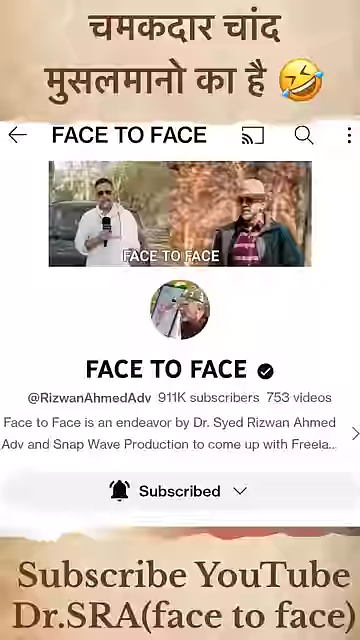 चमकदार चांद
मुसलमानो का है 🤣
FACE TO FACE
FACE TO FACE
FACE TO FACE
@RizwanAhmedAdv 911K subscribers 753 videos
Face to Face is an endeavor by Dr. Syed Rizwan Ahmed
Adv and Snap Wave Production to come up with Freela...
Subscribed
Subscribe YouTube
Dr.SRA(face to face)